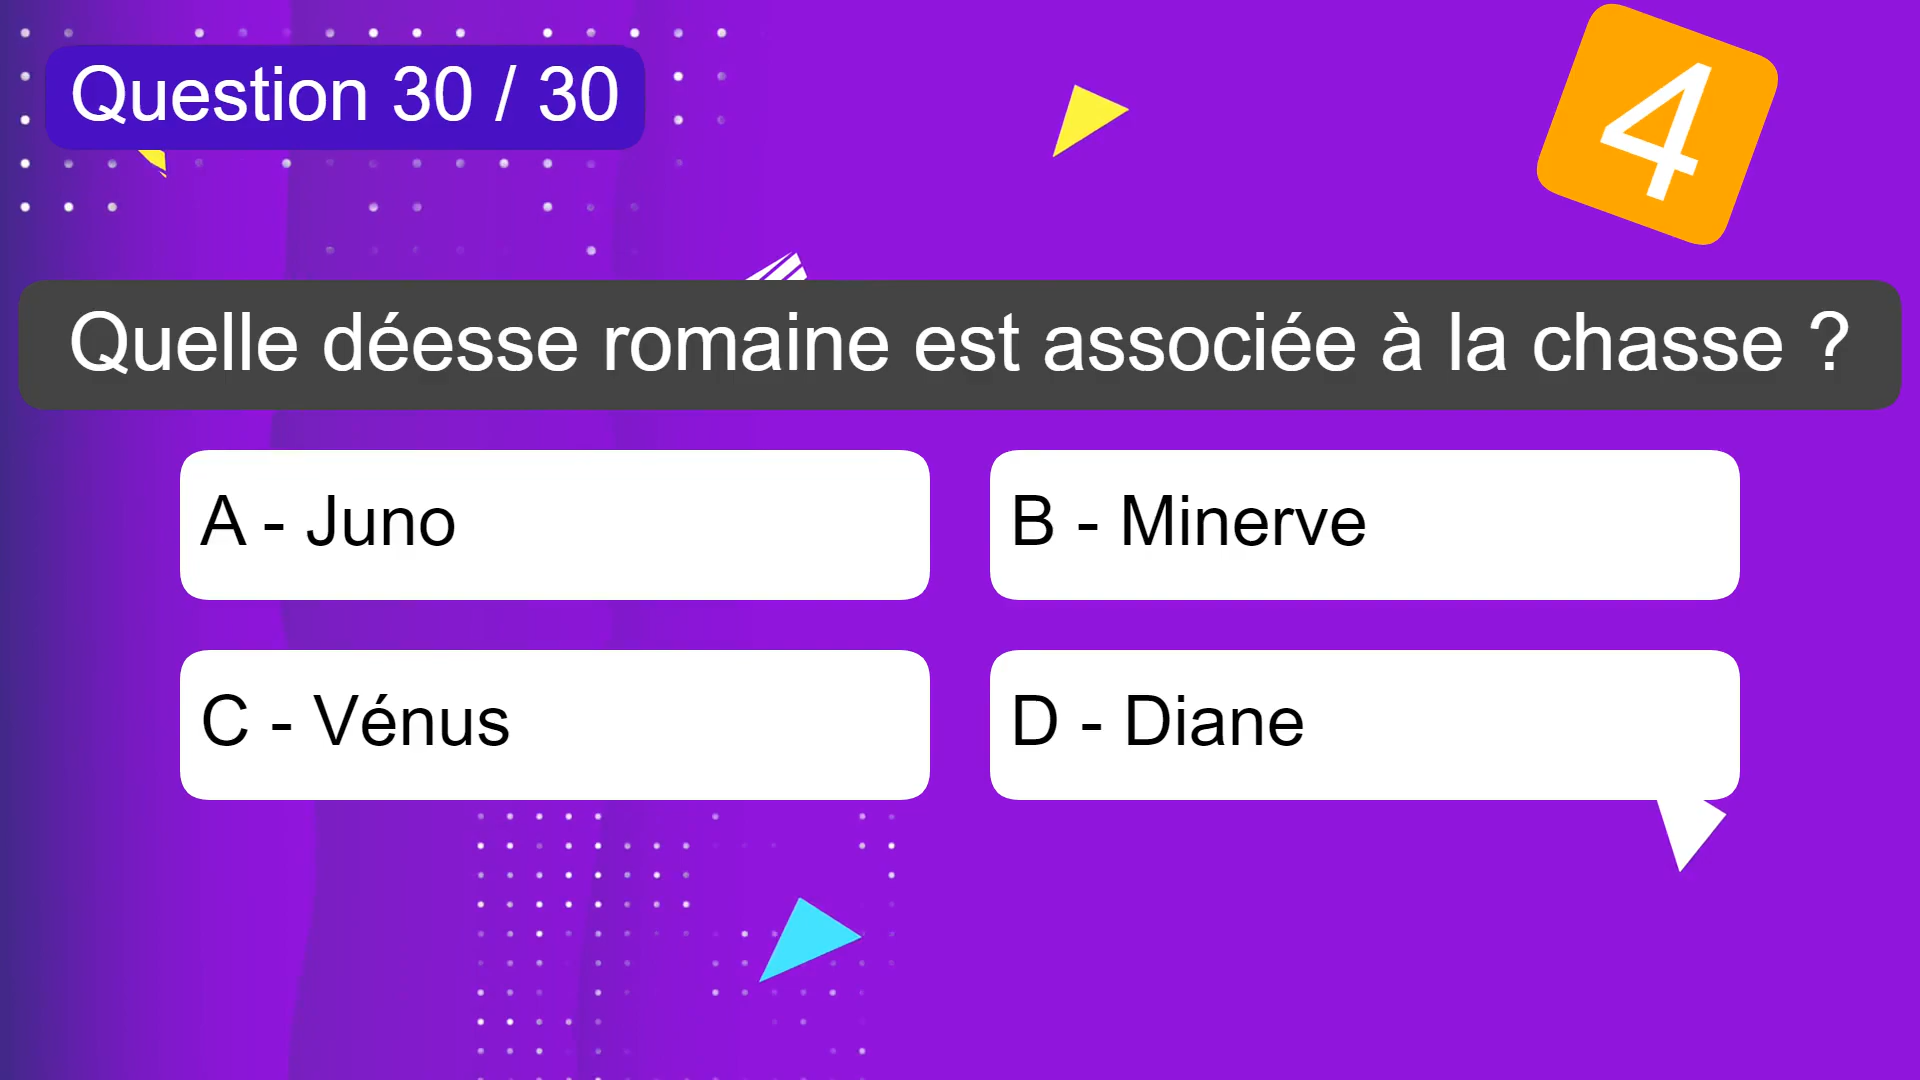 Question 30 / 30
4
Quelle déesse romaine est associée à la chasse ?
A - Juno
B - Minerve
C - Vénus
D - Diane